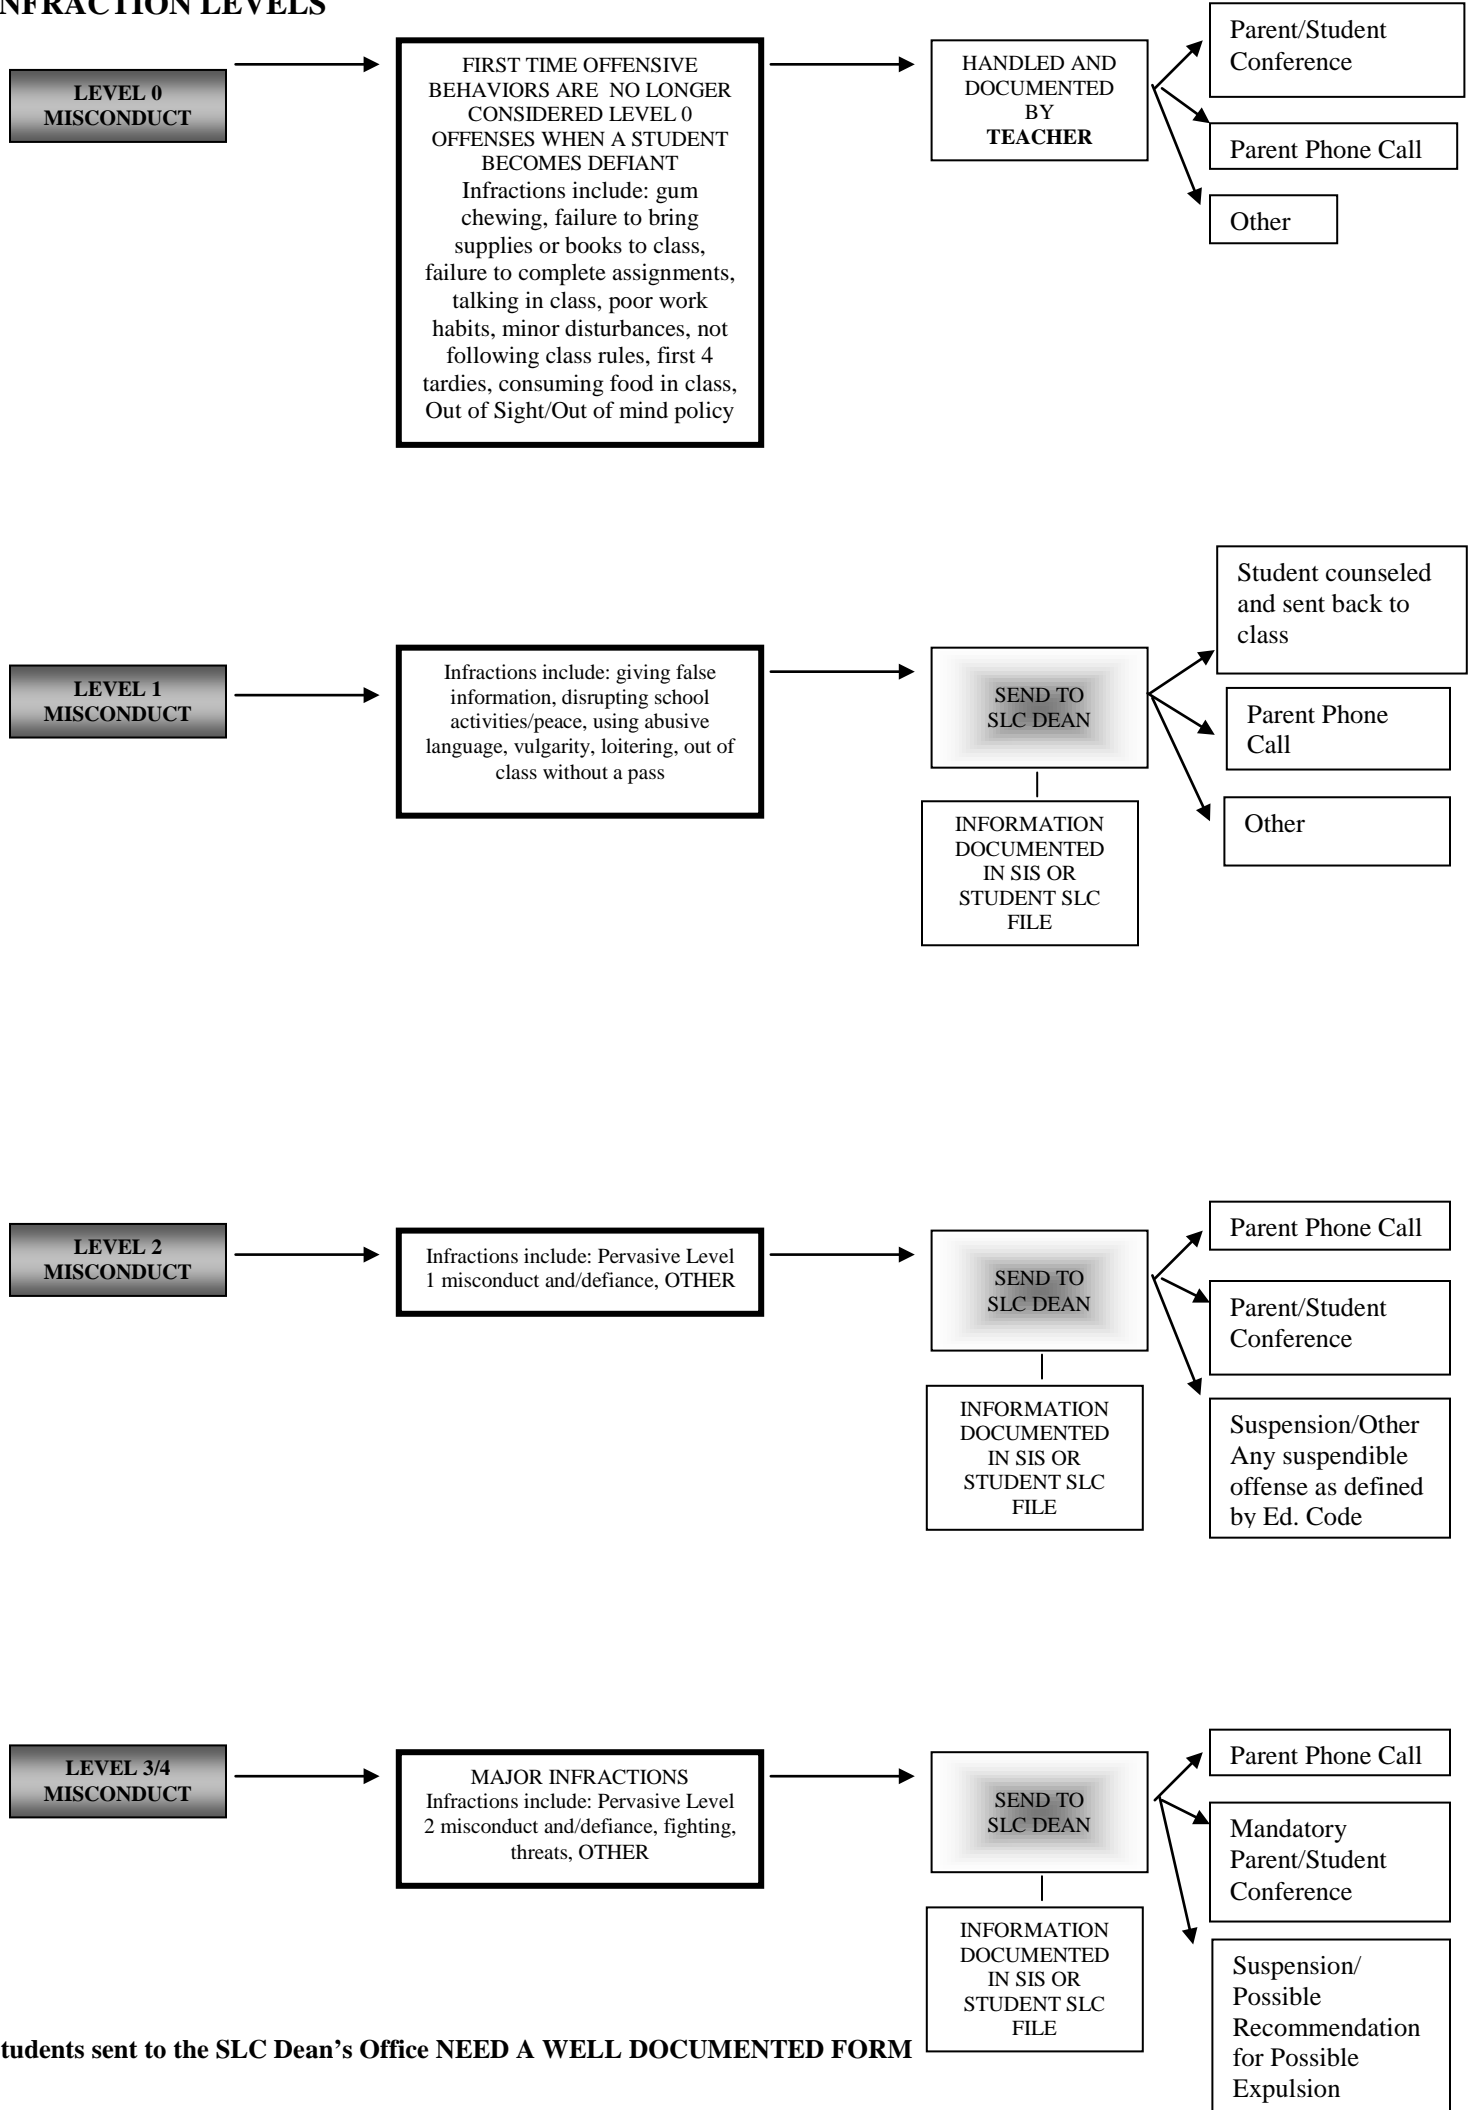 NFRACTION LEVELS
LEVEL 0
MISCONDUCT
FIRST TIME OFFENSIVE
BEHAVIORS ARE NO LONGER
CONSIDERED LEVEL 0
OFFENSES WHEN A STUDENT
BECOMES DEFIANT
Infractions include: gum
chewing, failure to bring
supplies or books to class,
failure to complete assignments,
talking in class, poor work
habits, minor disturbances, not
following class rules, first 4
tardies, consuming food in class,
Out of Sight/Out of mind policy
HANDLED AND
DOCUMENTED
BY
TEACHER
Parent/Student
Conference
Parent Phone Call
Other
LEVEL 1
MISCONDUCT
Infractions include: giving false
information, disrupting school
activities/peace, using abusive
language, vulgarity, loitering, out of
class without a pass
SEND TO
SLC DEAN
INFORMATION
DOCUMENTED
IN SIS OR
STUDENT SLC
FILE
Student counseled
and sent back to
class
Parent Phone
Call
Other
LEVEL 2
MISCONDUCT
Infractions include: Pervasive Level
1 misconduct and/defiance, OTHER
SEND TO
SLC DEAN
INFORMATION
DOCUMENTED
IN SIS OR
STUDENT SLC
FILE
Parent Phone Call
Parent/Student
Conference
Suspension/Other
Any suspendible
offense as defined
by Ed. Code
LEVEL 3/4
MISCONDUCT
MAJOR INFRACTIONS
Infractions include: Pervasive Level
2 misconduct and/defiance, fighting,
threats, OTHER
SEND TO
SLC DEAN
INFORMATION
DOCUMENTED
IN SIS OR
STUDENT SLC
FILE
Parent Phone Call
Mandatory
Parent/Student
Conference
Suspension/
Possible
Recommendation
for Possible
Expulsion
tudents sent to the SLC Dean's Office NEED A WELL DOCUMENTED FORM